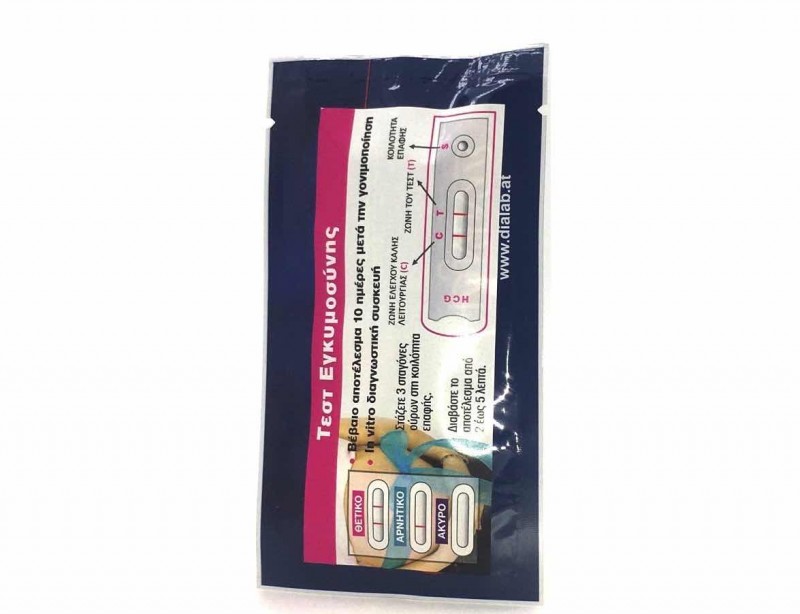 Τεστ Εγκυμοσύνης
Βέβαιο αποτέλεσμα 10 ημέρες μετά την γονιμοποίηση
In vitro διαγνωστική συσκευή
ΖΩΝΗ ΕΛΕΓΧΟΥ ΚΑΛΗΣ
ΛΕΙΤΟΥΡΓΙΑΣ (C)
ΖΩΝΗ ΤΟΥ ΤΕΣΤ (T)
ΚΟΙΛΟΤΗΤΑ
ΕΠΑΦΗΣ
Στάζετε 3 σταγόνες
ούρων στη κοιλότητα
επαφής.
HCG
C T
S
Διαβάστε το
αποτέλεσμα από
2 έως 5 λεπτά.
ΘΕΤΙΚΟ
ΑΡΝΗΤΙΚΟ
ΑΚΥΡΟ
www.dialab.at